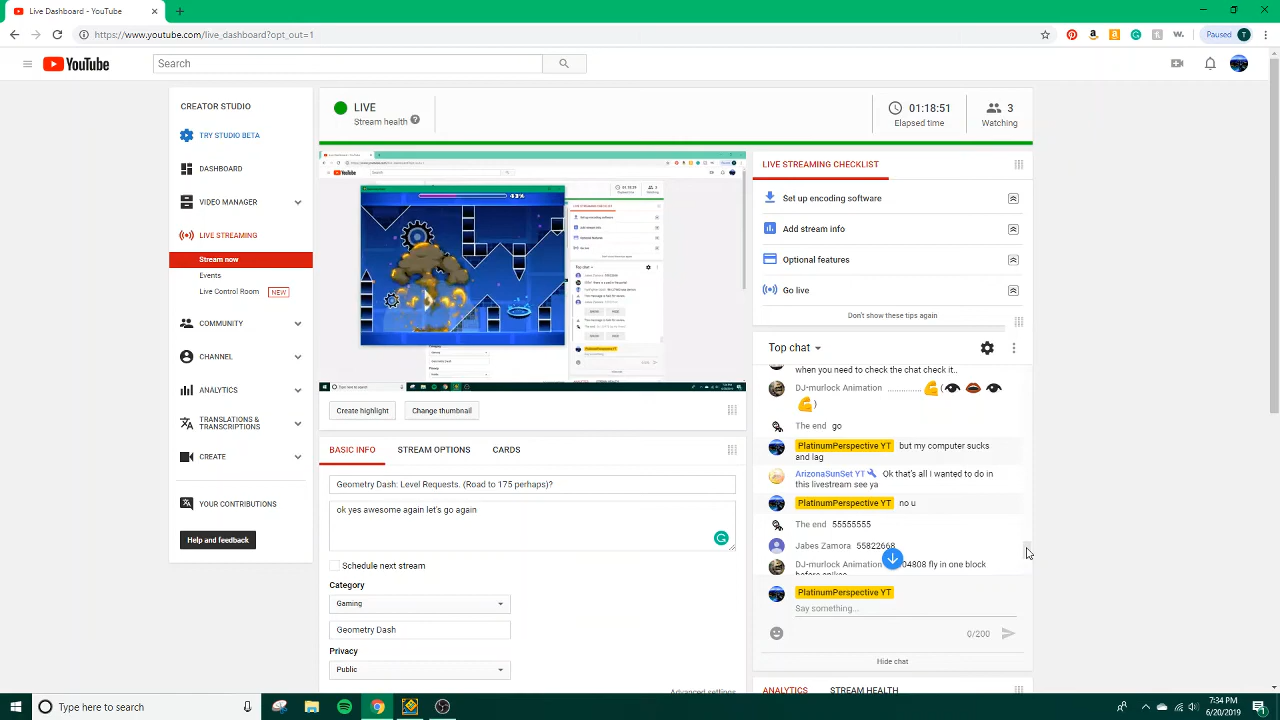 Live Dashboard - YouTube
https://www.youtube.com/live_dashboard?opt_out=1
Paused T
YouTube
Search
CREATOR STUDIO
TRY STUDIO BETA
DASHBOARD
VIDEO MANAGER
LIVE STREAMING
Stream now
Events
Live Control Room NEW
COMMUNITY
CHANNEL
ANALYTICS
TRANSLATIONS &
TRANSCRIPTIONS
CREATE
YOUR CONTRIBUTIONS
Help and feedback
LIVE
Stream health
01:18:51
Elapsed time
3
Watching
43%
Create highlight
Change thumbnail
BASIC INFO STREAM OPTIONS CARDS
Geometry Dash: Level Requests. (Road to 175 perhaps)?
ok yes awesome again let's go again
Schedule next stream
Category
Gaming
Geometry Dash
Privacy
Public
Advanced settings
LIVE STREAMING CHECKLIST
Set up encoding software
Add stream info
Optional features
Go live
Don't show these tips again
Top chat
when you need to check the chat check it..
DJ-murlock Animation
The end go
PlatinumPerspective YT but my computer sucks
and lag
ArizonaSunSet YT Ok that's all I wanted to do in
this livestream see ya
PlatinumPerspective YT no u
The end 55555555
Jabes Zamora 55822668
DJ-murlock Animation fly in one block
PlatinumPerspective YT
Say something...
0/200
Hide chat
ANALYTICS STREAM HEALTH
Type here to search
7:34 PM
6/20/2019